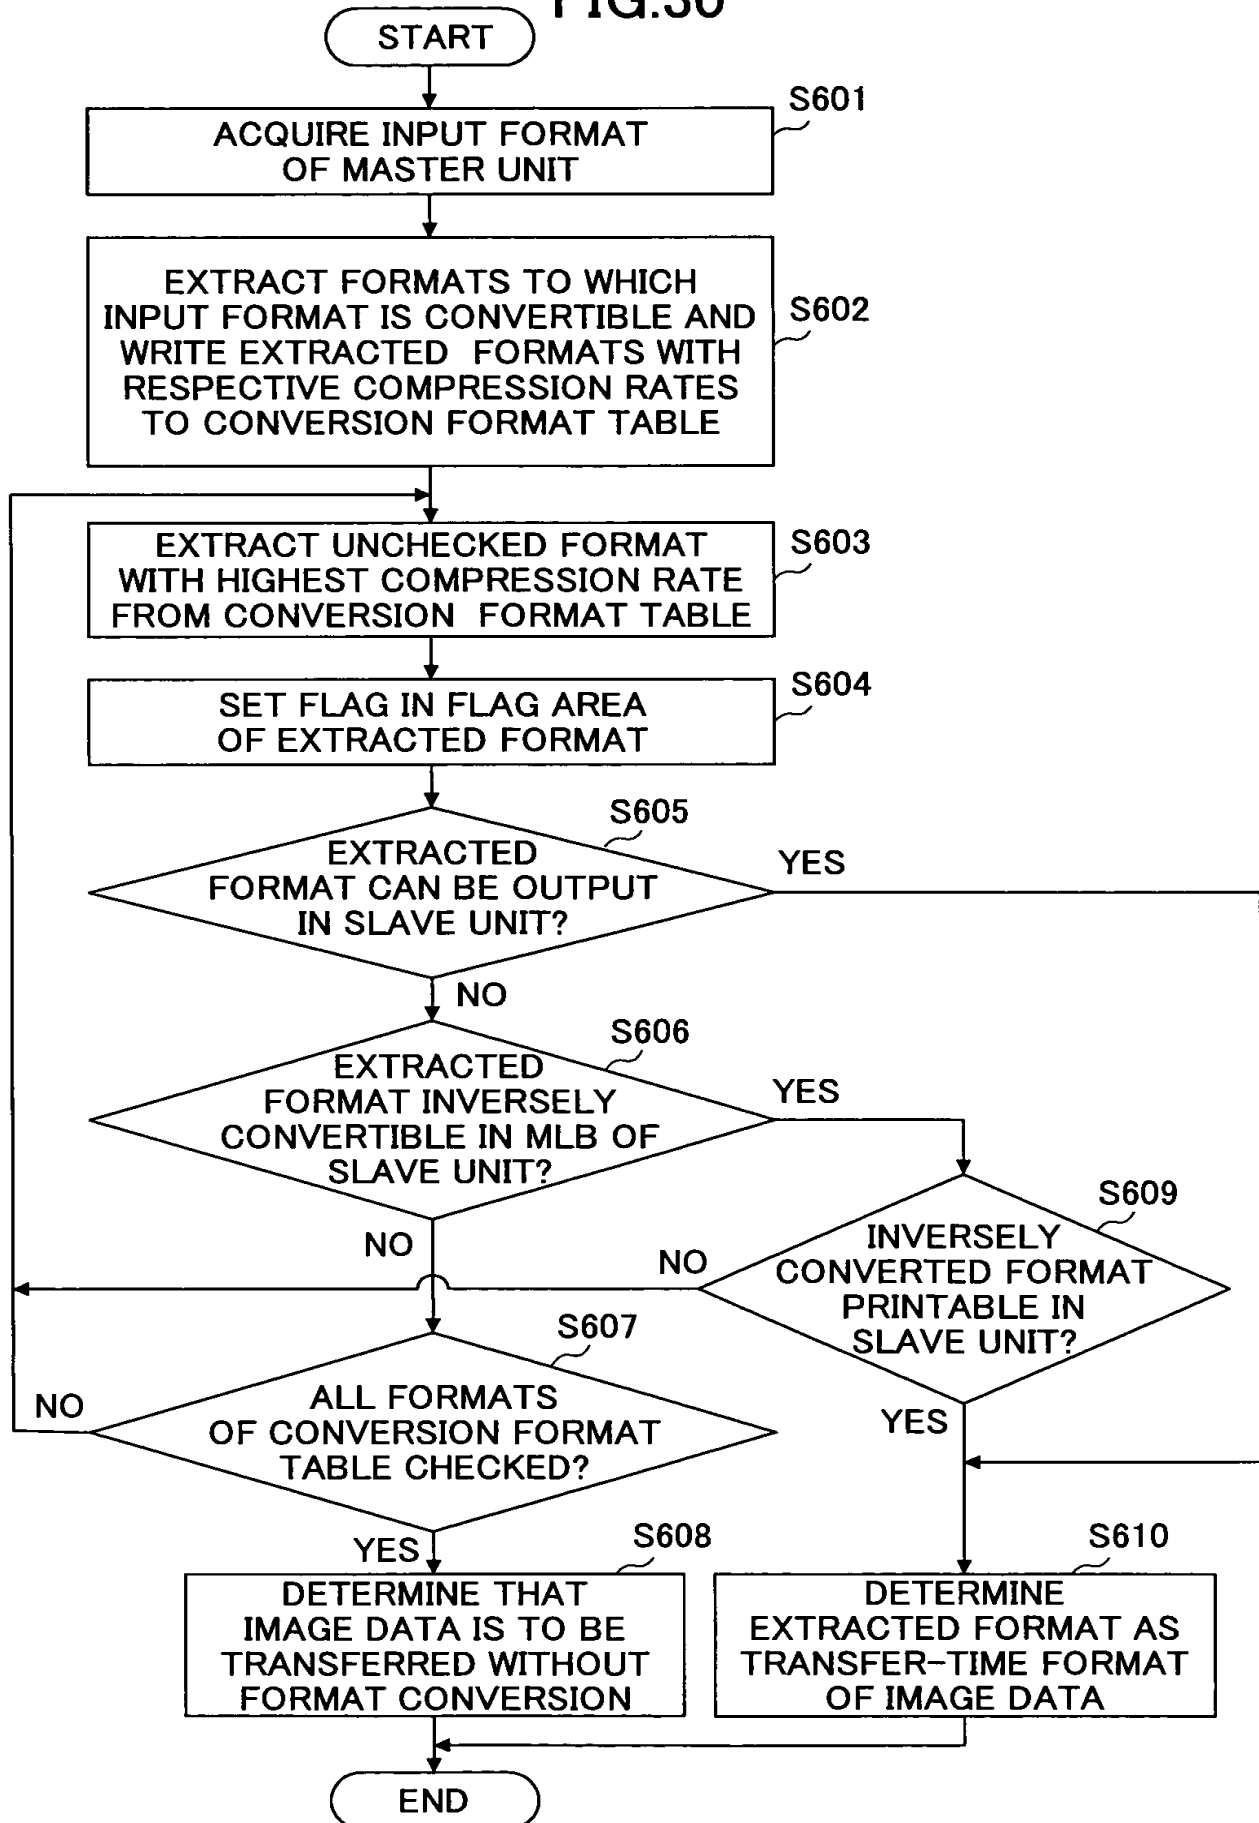 FIG.30
START
S601
ACQUIRE INPUT FORMAT
OF MASTER UNIT
S602
EXTRACT FORMATS TO WHICH
INPUT FORMAT IS CONVERTIBLE AND
WRITE EXTRACTED FORMATS WITH
RESPECTIVE COMPRESSION RATES
TO CONVERSION FORMAT TABLE
S603
EXTRACT UNCHECKED FORMAT
WITH HIGHEST COMPRESSION RATE
FROM CONVERSION FORMAT TABLE
S604
SET FLAG IN FLAG AREA
OF EXTRACTED FORMAT
S605
EXTRACTED
FORMAT CAN BE OUTPUT
IN SLAVE UNIT?
YES
NO
S606
EXTRACTED
FORMAT INVERSELY
CONVERTIBLE IN MLB OF
SLAVE UNIT?
YES
NO
S609
INVERSELY
CONVERTED FORMAT
PRINTABLE IN
SLAVE UNIT?
NO
YES
S607
ALL FORMATS
OF CONVERSION FORMAT
TABLE CHECKED?
NO
YES
S608
DETERMINE THAT
IMAGE DATA IS TO BE
TRANSFERRED WITHOUT
FORMAT CONVERSION
S610
DETERMINE
EXTRACTED FORMAT AS
TRANSFER-TIME FORMAT
OF IMAGE DATA
END